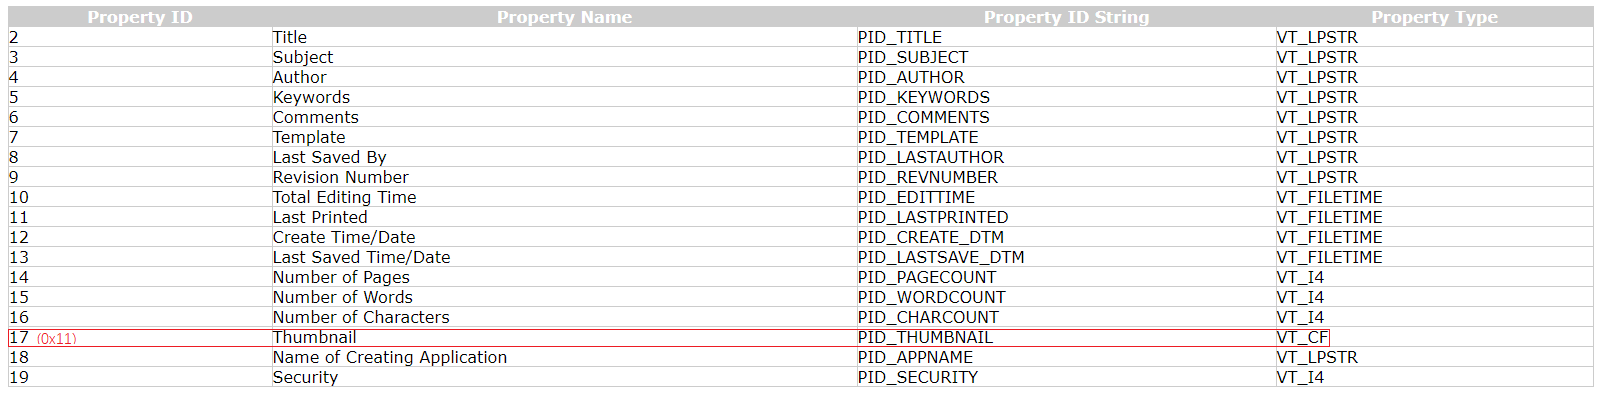 Property ID Property Name Property ID String Property Type
2 Title PID_TITLE VT_LPSTR
3 Subject PID_SUBJECT VT_LPSTR
4 Author PID_AUTHOR VT_LPSTR
5 Keywords PID_KEYWORDS VT_LPSTR
6 Comments PID_COMMENTS VT_LPSTR
7 Template PID_TEMPLATE VT_LPSTR
8 Last Saved By PID_LASTAUTHOR VT_LPSTR
9 Revision Number PID_REVNUMBER VT_LPSTR
10 Total Editing Time PID_EDITTIME VT_FILETIME
11 Last Printed PID_LASTPRINTED VT_FILETIME
12 Create Time/Date PID_CREATE_DTM VT_FILETIME
13 Last Saved Time/Date PID_LASTSAVE_DTM VT_FILETIME
14 Number of Pages PID_PAGECOUNT VT_I4
15 Number of Words PID_WORDCOUNT VT_I4
16 Number of Characters PID_CHARCOUNT VT_I4
17 (0x11) Thumbnail PID_THUMBNAIL VT_CF
18 Name of Creating Application PID_APPNAME VT_LPSTR
19 Security PID_SECURITY VT_I4